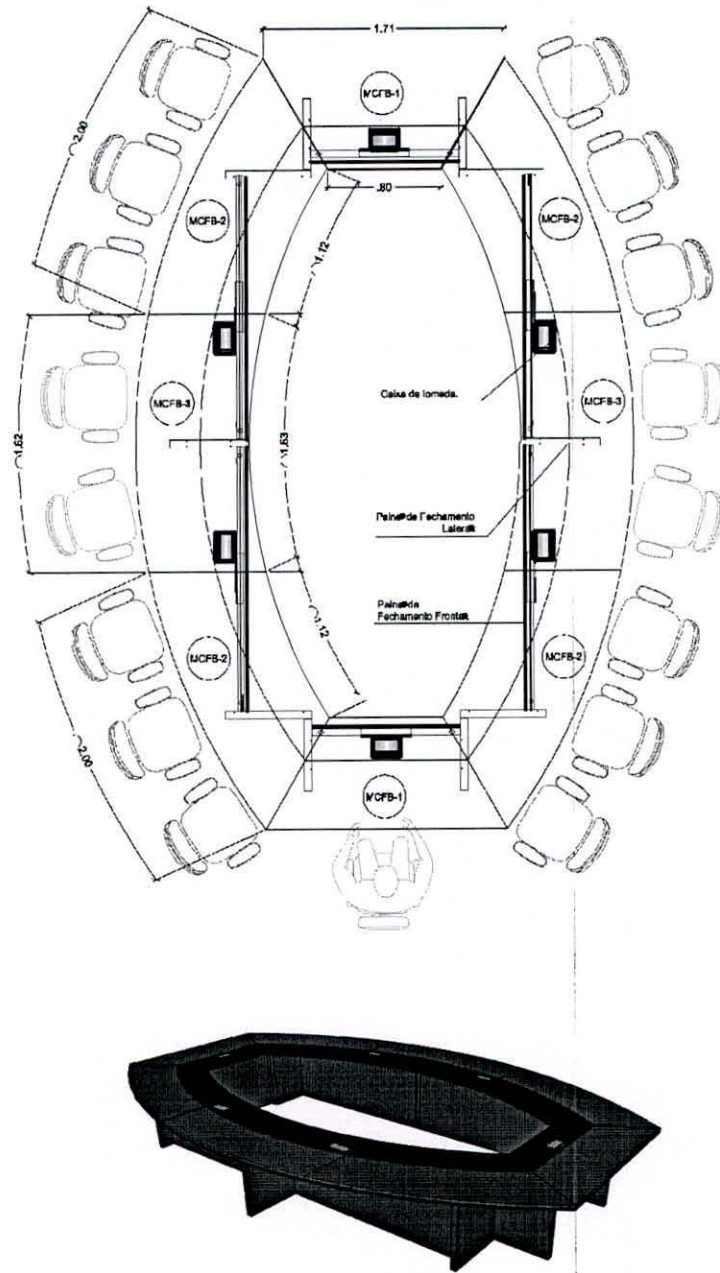 1.71
MCFB-1
2.00
.80
MCFB-2
MCFB-2
1.12
Caixa de tomada.
MCFB-3
MCFB-3
1.62
1.63
Painel de Fechamento
Lateral
Painel de
Fechamento Frontal
MCFB-2
MCFB-2
1.12
2.00
MCFB-1